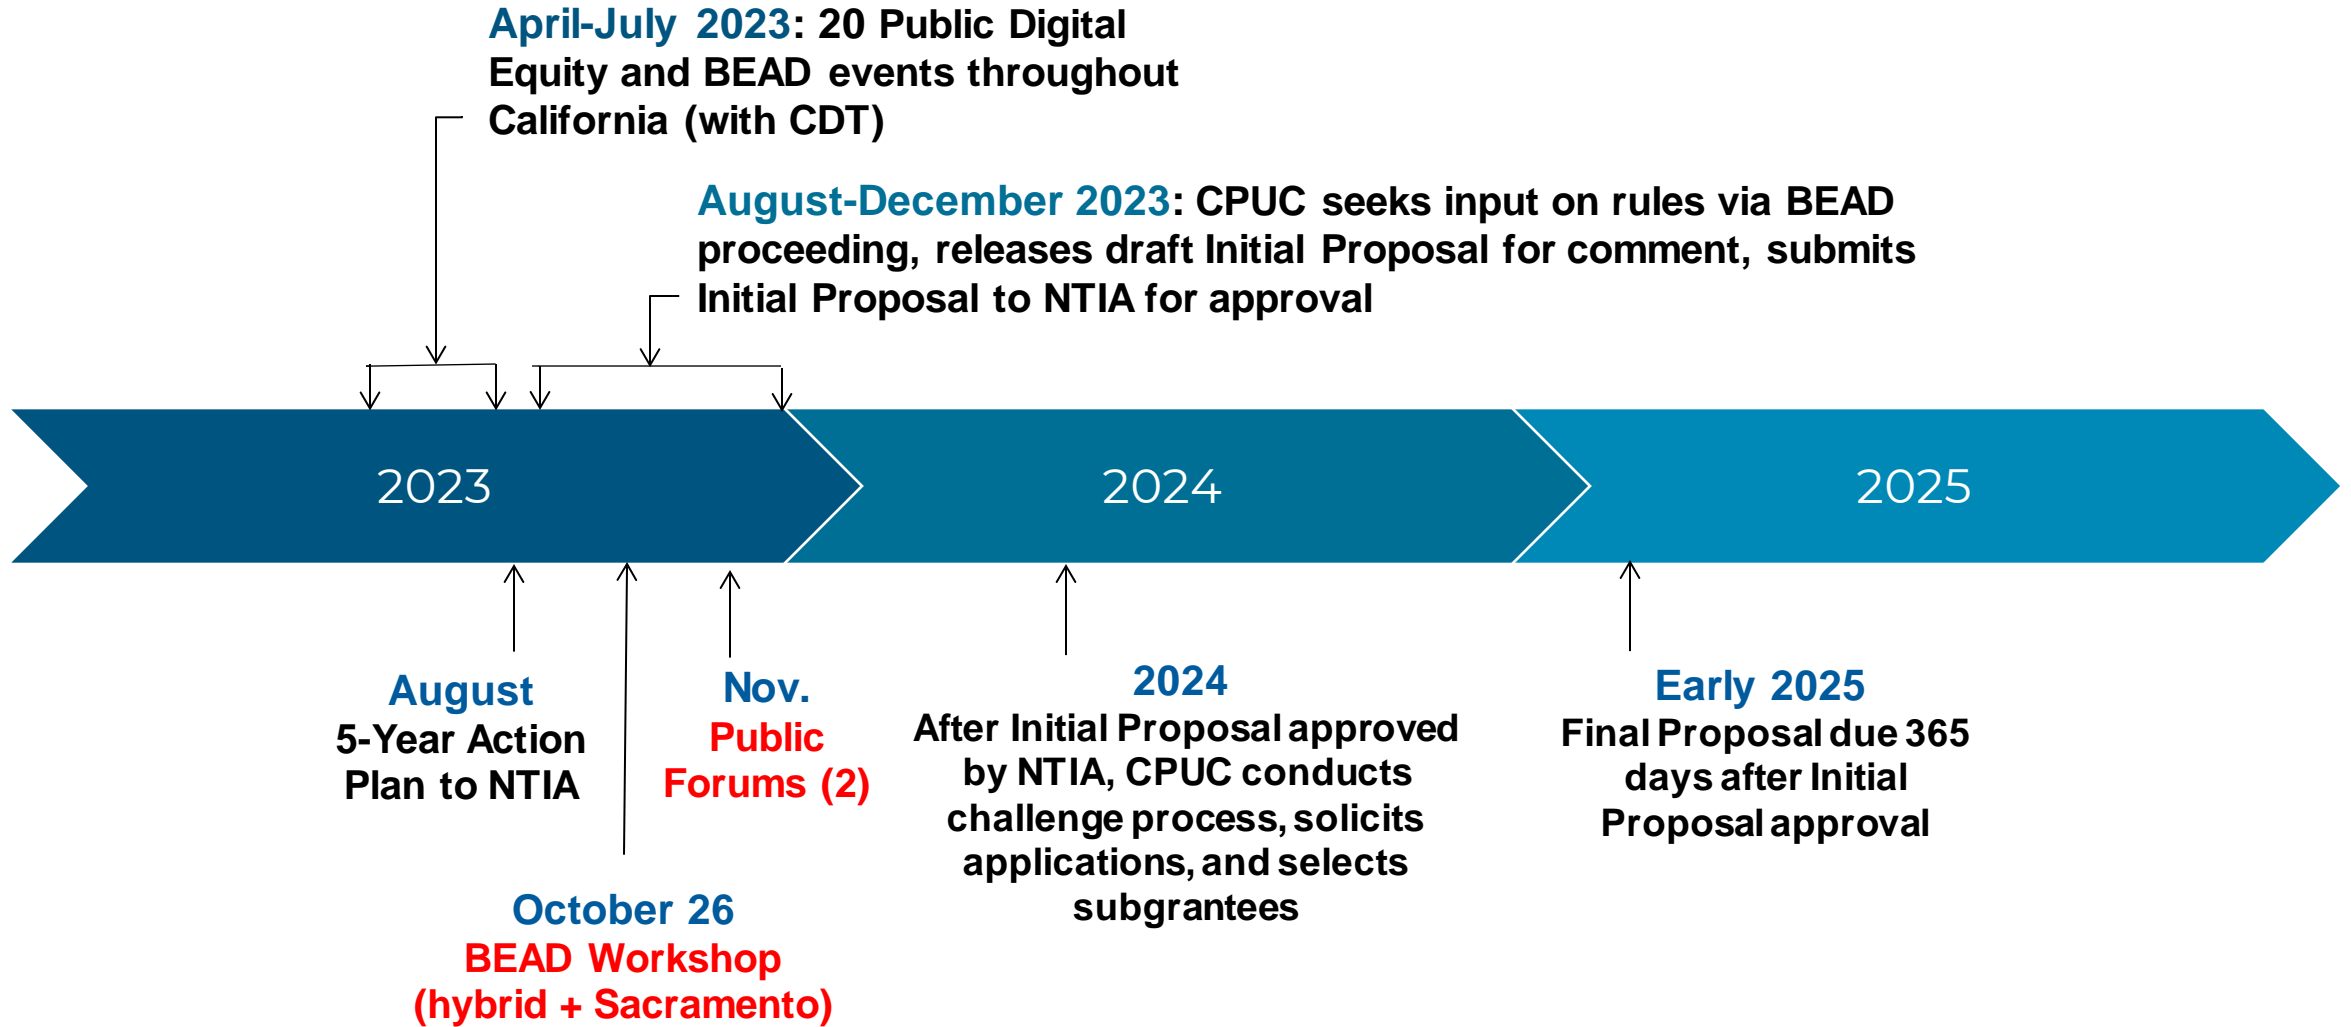 April-July 2023: 20 Public Digital
Equity and BEAD events throughout
California (with CDT)
August-December 2023: CPUC seeks input on rules via BEAD
proceeding, releases draft Initial Proposal for comment, submits
Initial Proposal to NTIA for approval
2023
2024
2025
August
5-Year Action
Plan to NTIA
October 26
BEAD Workshop
(hybrid + Sacramento)
Nov.
Public
Forums (2)
2024
After Initial Proposal approved
by NTIA, CPUC conducts
challenge process, solicits
applications, and selects
subgrantees
Early 2025
Final Proposal due 365
days after Initial
Proposal approval